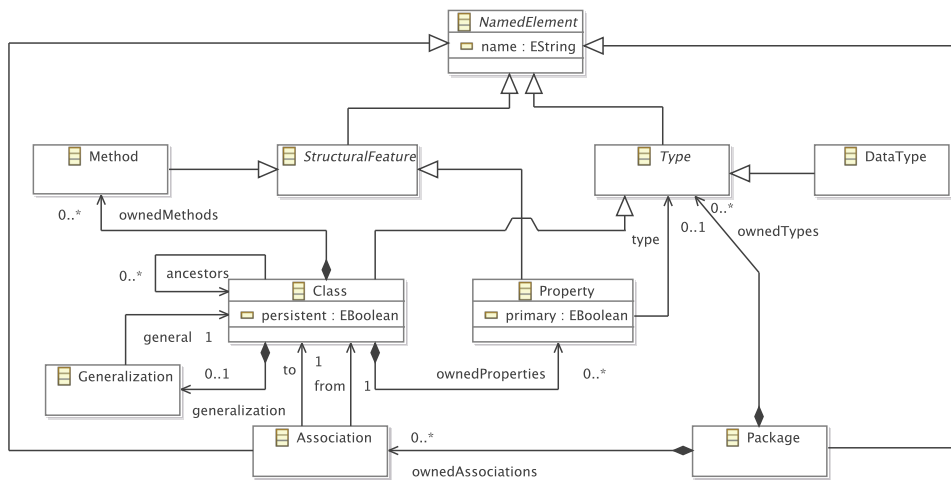 NamedElement
name : EString
Method
StructuralFeature
Type
DataType
0..*
ownedMethods
0..*
ownedTypes
type
0..1
ancestors
0..*
Class
persistent : EBoolean
Property
primary : EBoolean
general 1
Generalization
0..1
generalization
to
1
from
1
ownedProperties
0..*
Association
0..*
ownedAssociations
Package